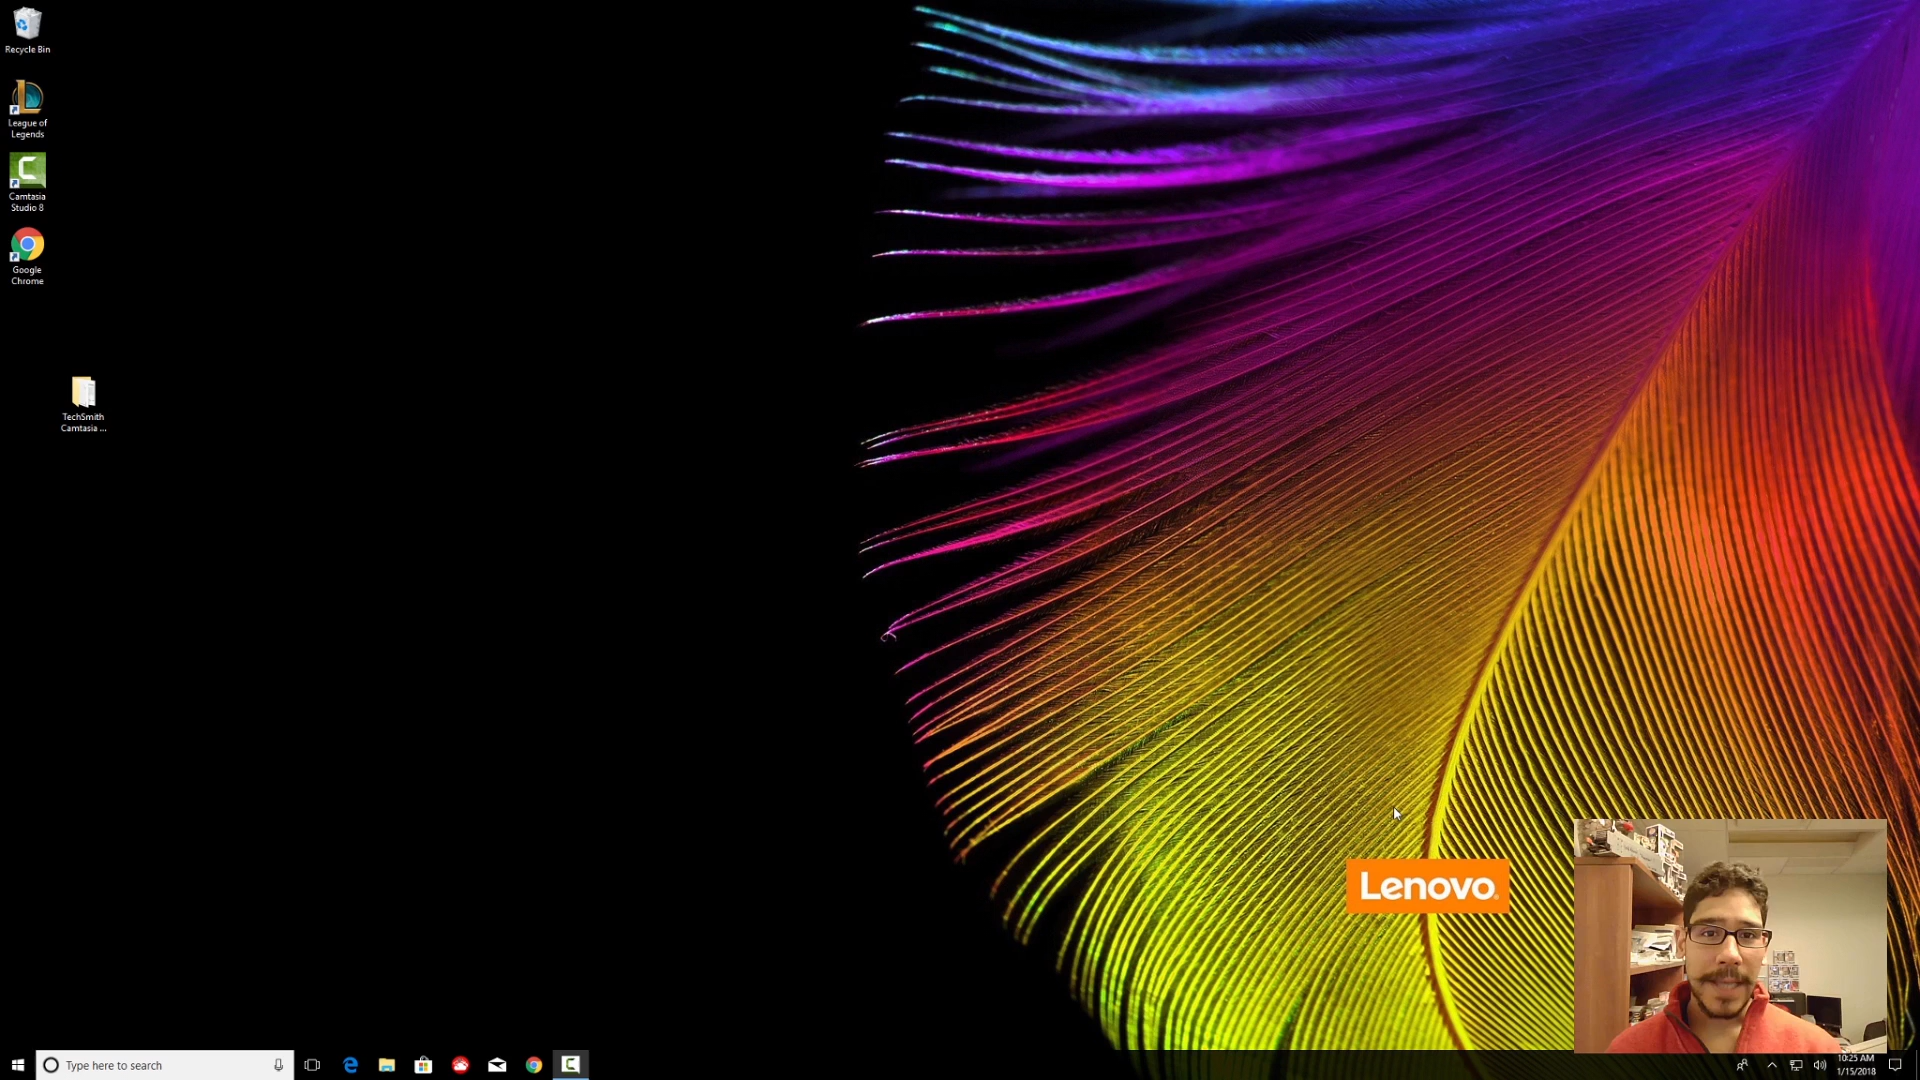 Recycle Bin
League of
Legends
Camtasia
Studio 8
Google
Chrome
TechSmith
Camtasia ...
Lenovo
Type here to search
10:25 AM
1/15/2018